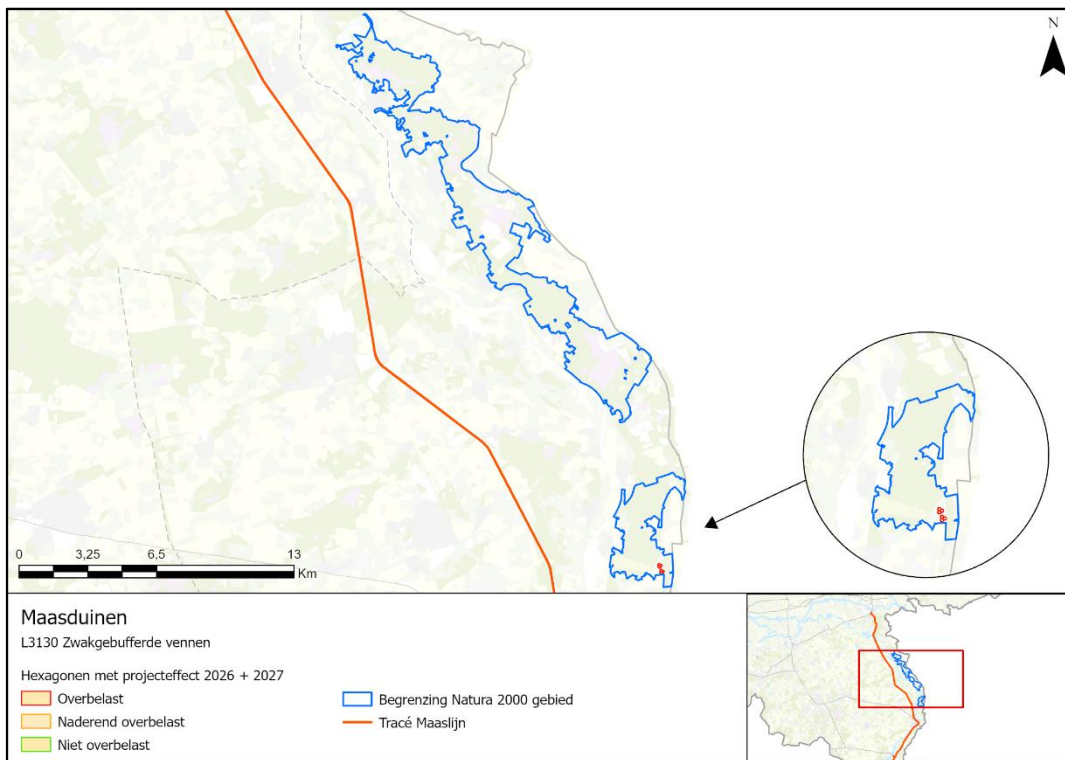 N
0 3,25 6,5 13
Km
Maasduinen
L3130 Zwakgebufferde vennen
Hexagonen met projecteffect 2026 + 2027
Overbelast
Naderend overbelast
Niet overbelast
Begrenzing Natura 2000 gebied
Tracé Maaslijn